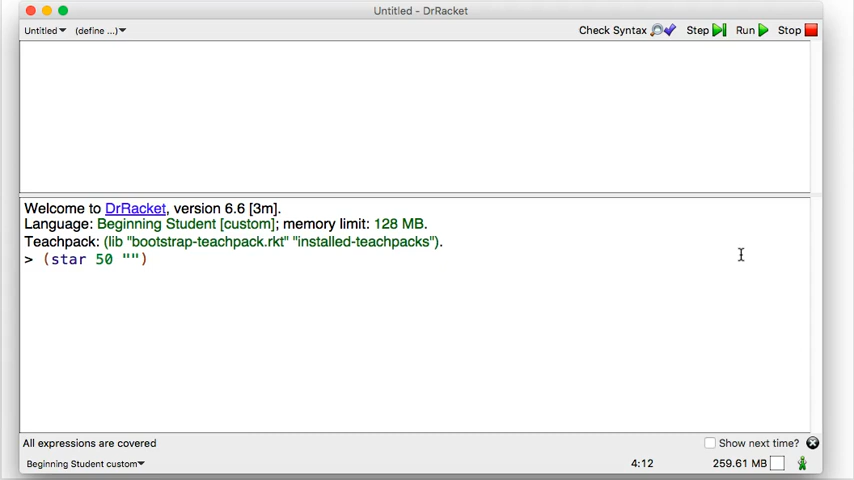 Untitled - DrRacket
Untitled (define ...)
Check Syntax Step Run Stop
Welcome to DrRacket, version 6.6 [3m].
Language: Beginning Student [custom]; memory limit: 128 MB.
Teachpack: (lib "bootstrap-teachpack.rkt" "installed-teachpacks").
> (star 50 "")
All expressions are covered
Show next time?
Beginning Student custom
4:12
259.61 MB